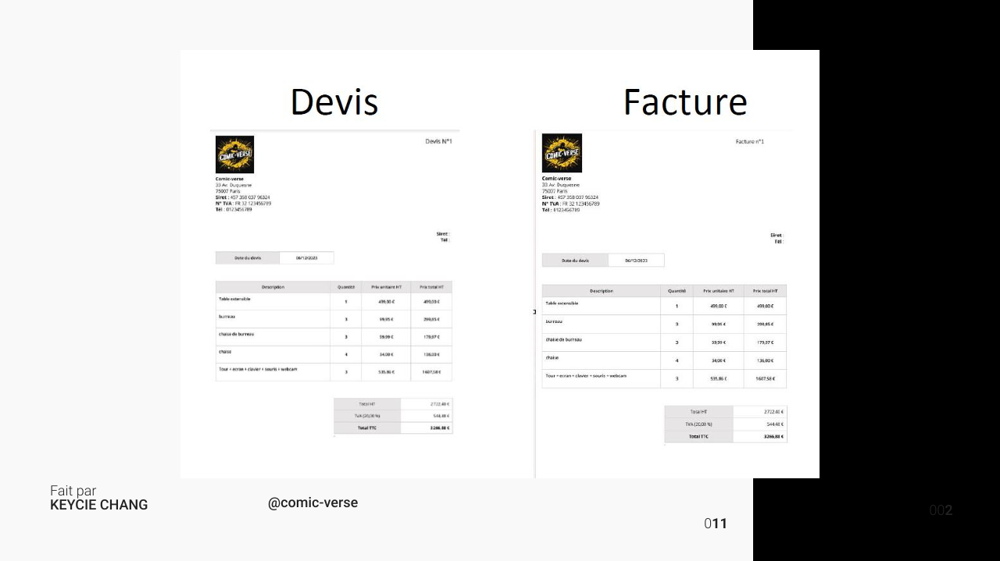 Devis
Facture
COMIC-VERSE
Devis N°1
Comic-verse
33 Av. Duquesne
75007 Paris
Siret : 457 358 037 96324
N° TVA : FR 32 123456789
Tél : 0123456789
Siret :
Tél :
Date du devis 06/12/2023
Description Quantité Prix unitaire HT Prix total HT
Table extensible 1 499,00 € 499,00 €
burreau 3 99,95 € 299,85 €
chaise de burreau 3 59,99 € 179,97 €
chaise 4 34,00 € 136,00 €
Tour + ecran + clavier + souris + webcam 3 535,86 € 1607,58 €
Total HT 2722,40 €
TVA (20,00 %) 544,48 €
Total TTC 3266,88 €
COMIC-VERSE
Facture n°1
Comic-verse
33 Av. Duquesne
75007 Paris
Siret : 457 358 037 96324
N° TVA : FR 32 123456789
Tél : 0123456789
Siret :
Tél :
Date du devis 06/12/2023
Description Quantité Prix unitaire HT Prix total HT
Table extensible 1 499,00 € 499,00 €
burreau 3 99,95 € 299,85 €
chaise de burreau 3 59,99 € 179,97 €
chaise 4 34,00 € 136,00 €
Tour + ecran + clavier + souris + webcam 3 535,86 € 1607,58 €
Total HT 2722,40 €
TVA (20,00 %) 544,48 €
Total TTC 3266,88 €
Fait par
KEYCIE CHANG
@comic-verse
011
002